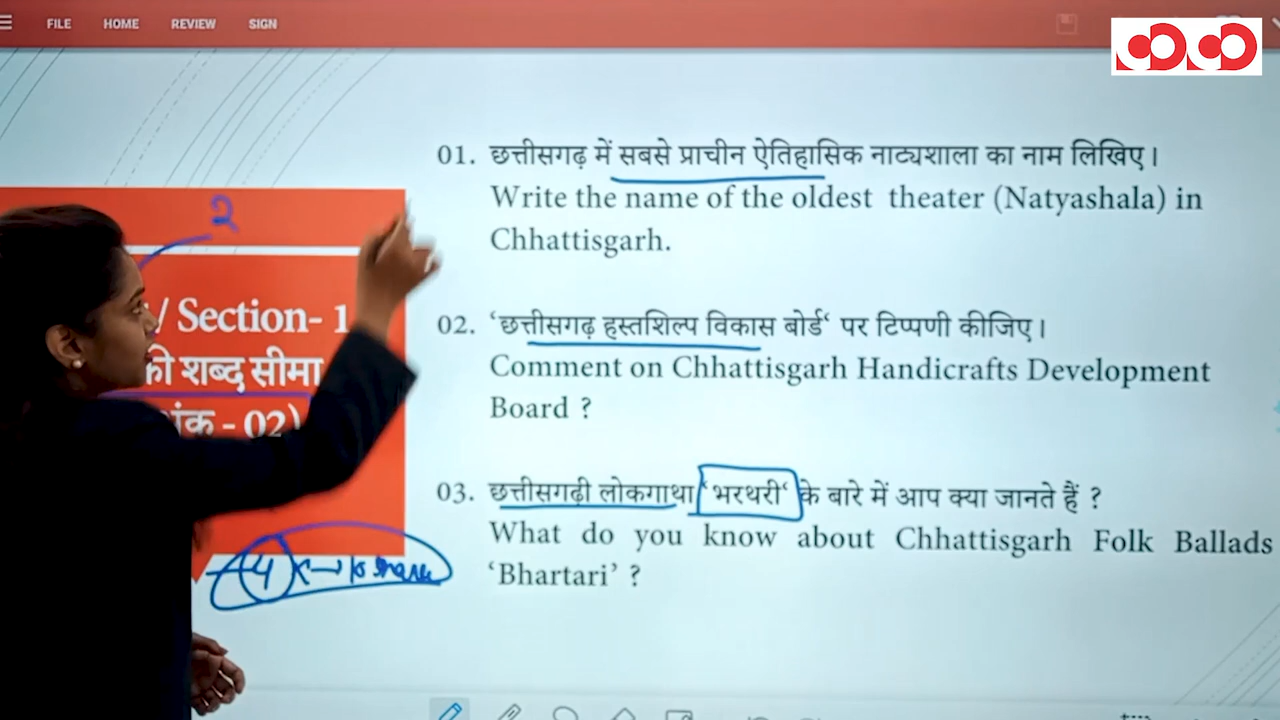 FILE HOME REVIEW SIGN
01. छत्तीसगढ़ में सबसे प्राचीन ऐतिहासिक नाट्यशाला का नाम लिखिए।
Write the name of the oldest theater (Natyashala) in
Chhattisgarh.
2
/ Section- 1
की शब्द सीमा
अंक - 02)
02. ‘छत्तीसगढ़ हस्तशिल्प विकास बोर्ड‘ पर टिप्पणी कीजिए।
Comment on Chhattisgarh Handicrafts Development
Board ?
03. छत्तीसगढ़ी लोकगाथा ‘भरथरी‘ के बारे में आप क्या जानते हैं ?
What do you know about Chhattisgarh Folk Ballads
‘Bhartari’ ?